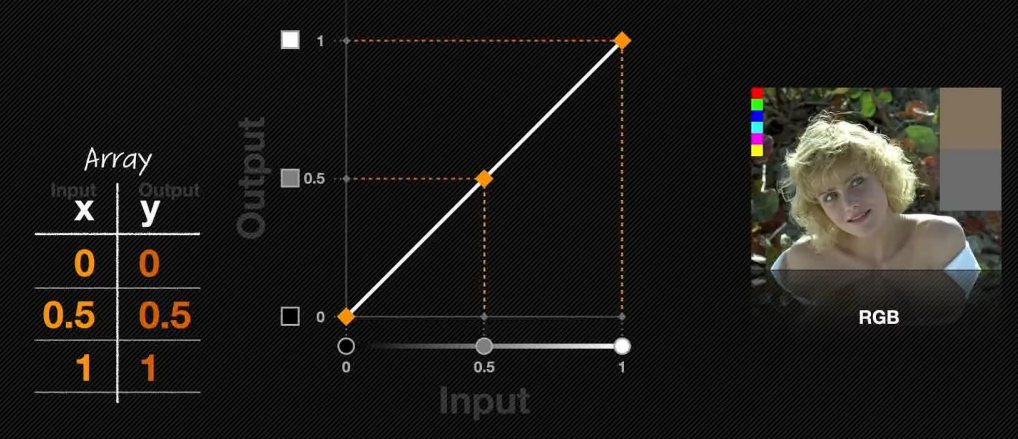 Array
Input Output
x y
0 0
0.5 0.5
1 1
Output
1
0.5
0
0 0.5 1
Input
RGB